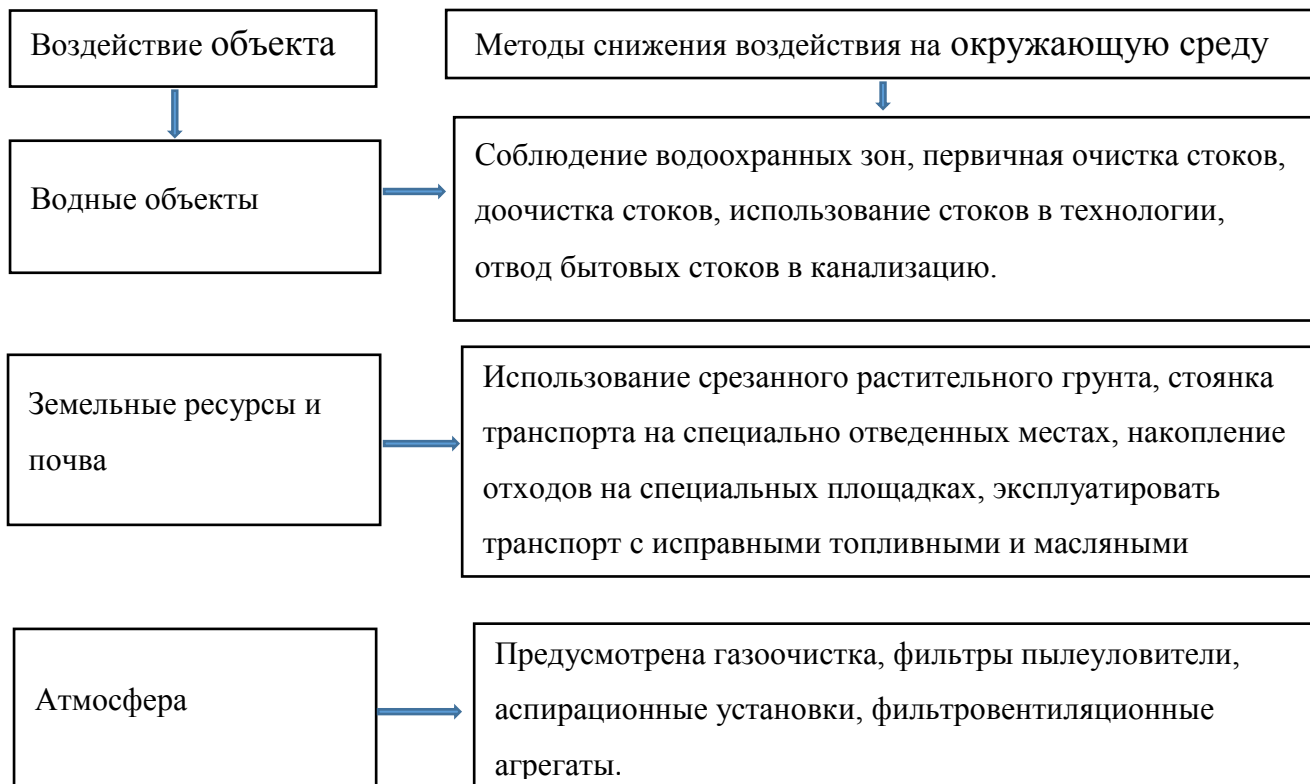 Воздействие объекта
Методы снижения воздействия на окружающую среду
Водные объекты
Соблюдение водоохранных зон, первичная очистка стоков,
доочистка стоков, использование стоков в технологии,
отвод бытовых стоков в канализацию.
Земельные ресурсы и
почва
Использование срезанного растительного грунта, стоянка
транспорта на специально отведенных местах, накопление
отходов на специальных площадках, эксплуатировать
транспорт с исправными топливными и масляными
Атмосфера
Предусмотрена газоочистка, фильтры пылеуловители,
аспирационные установки, фильтровентиляционные
агрегаты.